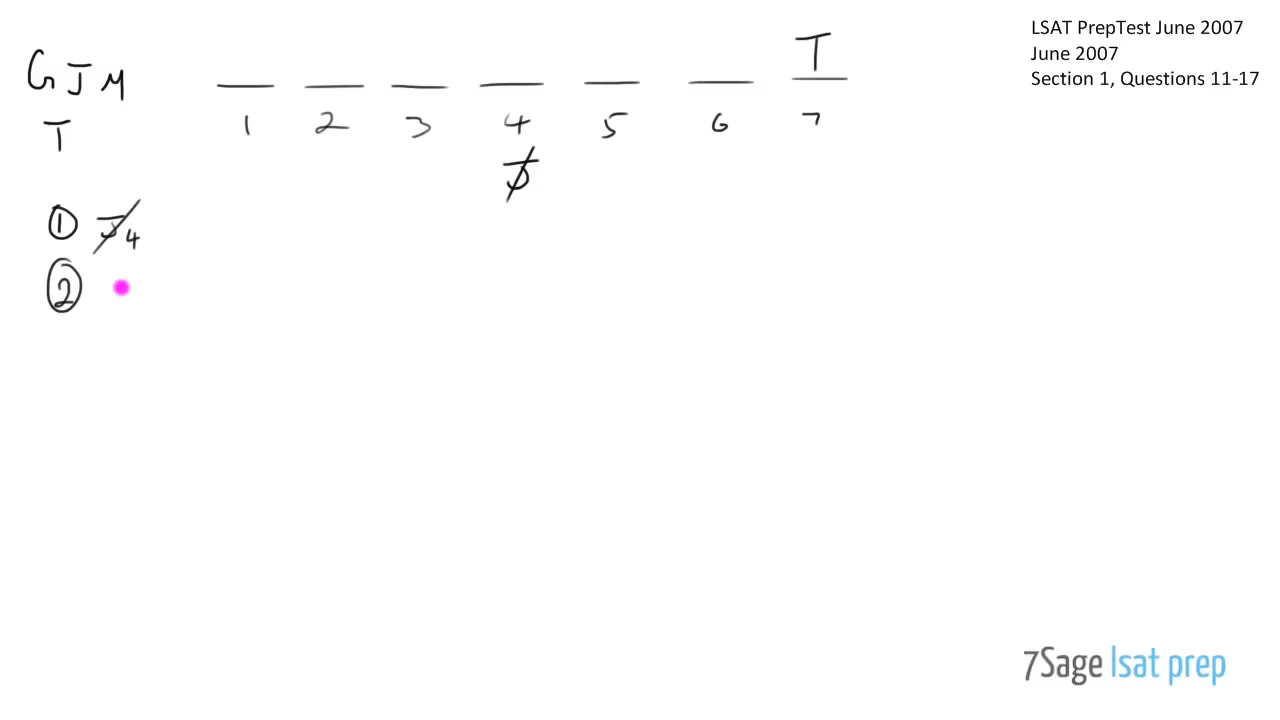 LSAT PrepTest June 2007
June 2007
Section 1, Questions 11-17
T
G J M
1 2 3 4 5 6 7
T
J
① J4
②
7Sage lsat prep